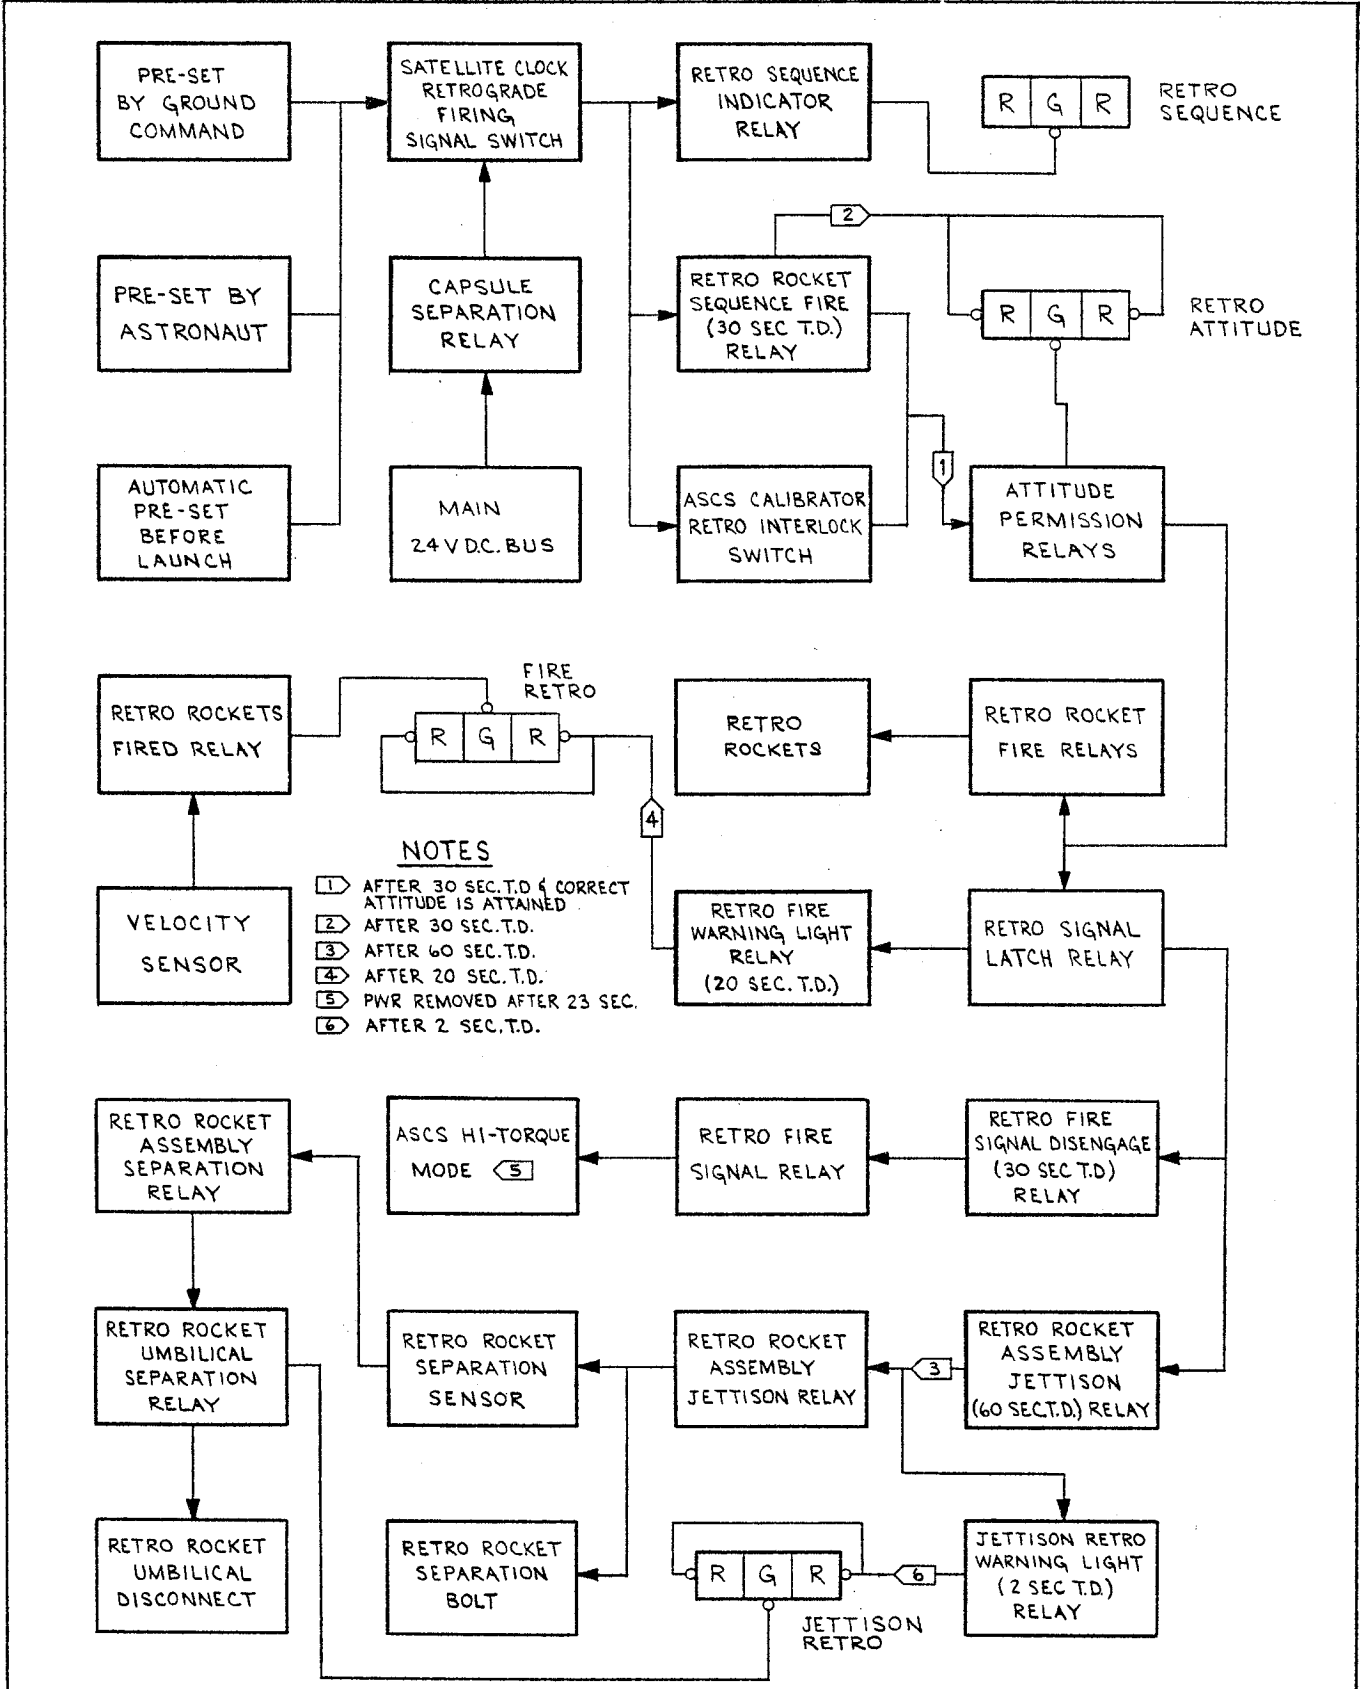 PRE-SET
BY GROUND
COMMAND
SATELLITE CLOCK
RETROGRADE
FIRING
SIGNAL SWITCH
RETRO SEQUENCE
INDICATOR
RELAY
R G R
RETRO
SEQUENCE
2
PRE-SET BY
ASTRONAUT
CAPSULE
SEPARATION
RELAY
RETRO ROCKET
SEQUENCE FIRE
(30 SEC T.D.)
RELAY
R G R
RETRO
ATTITUDE
1
AUTOMATIC
PRE-SET
BEFORE
LAUNCH
MAIN
24 V D.C. BUS
ASCS CALIBRATOR
RETRO INTERLOCK
SWITCH
ATTITUDE
PERMISSION
RELAYS
RETRO ROCKETS
FIRED RELAY
FIRE
RETRO
R G R
RETRO
ROCKETS
RETRO ROCKET
FIRE RELAYS
4
VELOCITY
SENSOR
NOTES
1 AFTER 30 SEC.T.D & CORRECT
ATTITUDE IS ATTAINED
2 AFTER 30 SEC.T.D.
3 AFTER 60 SEC.T.D.
4 AFTER 20 SEC.T.D.
5 PWR REMOVED AFTER 23 SEC.
6 AFTER 2 SEC.T.D.
RETRO FIRE
WARNING LIGHT
RELAY
(20 SEC. T.D.)
RETRO SIGNAL
LATCH RELAY
RETRO ROCKET
ASSEMBLY
SEPARATION
RELAY
ASCS HI-TORQUE
MODE 5
RETRO FIRE
SIGNAL RELAY
RETRO FIRE
SIGNAL DISENGAGE
(30 SEC T.D)
RELAY
RETRO ROCKET
UMBILICAL
SEPARATION
RELAY
RETRO ROCKET
SEPARATION
SENSOR
RETRO ROCKET
ASSEMBLY
JETTISON RELAY
3
RETRO ROCKET
ASSEMBLY
JETTISON
(60 SEC.T.D.) RELAY
RETRO ROCKET
UMBILICAL
DISCONNECT
RETRO ROCKET
SEPARATION
BOLT
R G R
JETTISON
RETRO
6
JETTISON RETRO
WARNING LIGHT
(2 SEC T.D.)
RELAY